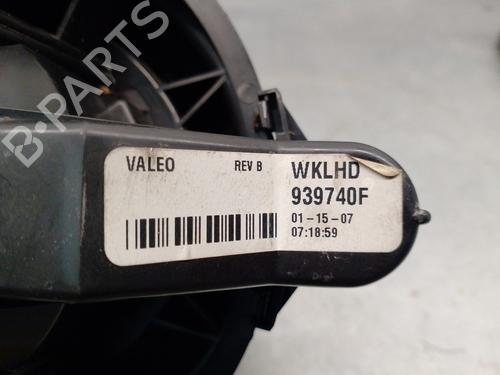 B-PARTS
VALEO REV B WKLHD
939740F
01-15-07
07:18:59